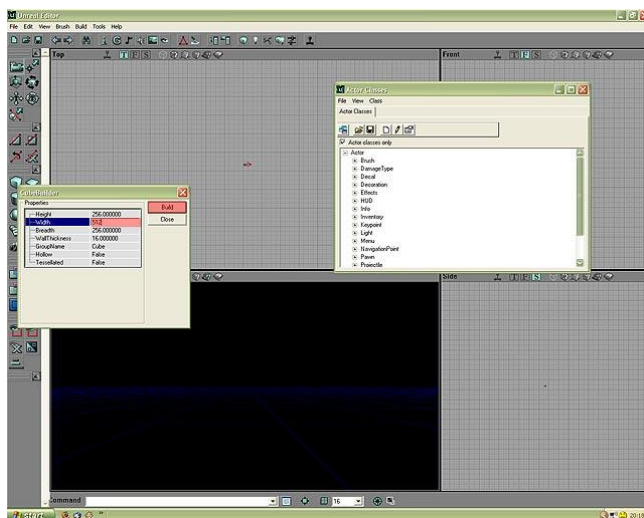 Unreal Editor
File Edit View Brush Build Tools Help
Top
Front
Actor Classes
File View Class
Actor Classes
Actor classes only
Actor
Brush
DamageType
Decal
Decoration
Effects
HUD
Info
Inventory
Keypoint
Light
Menu
NavigationPoint
Pawn
Projectile
CubeBuilder
Properties
Height 256.000000
Width 512
Breadth 256.000000
WallThickness 16.000000
GroupName Cube
Hollow False
Tessellated False
Build
Close
Side
Command
16
20:18